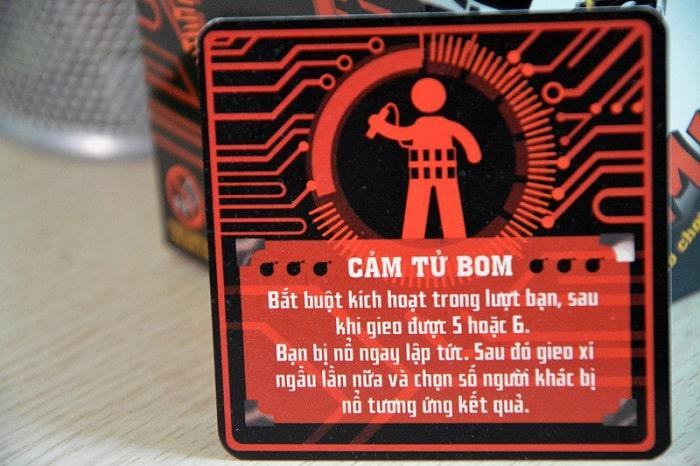 CẢM TỬ BOM
Bắt buột kích hoạt trong lượt bạn, sau
khi gieo được 5 hoặc 6.
Bạn bị nổ ngay lập tức. Sau đó gieo xí
ngầu lần nữa và chọn số người khác bị
nổ tương ứng kết quả.